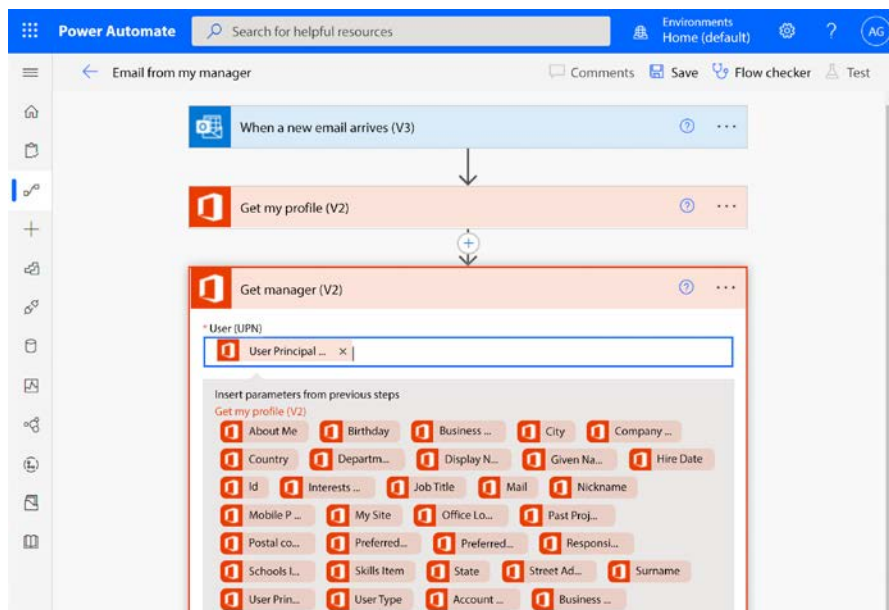 Power Automate
Search for helpful resources
Environments
Home (default)
?
AG
Email from my manager
Comments
Save
Flow checker
Test
When a new email arrives (V3)
? ...
Get my profile (V2)
? ...
+
Get manager (V2)
? ...
* User (UPN)
User Principal ... ×
Insert parameters from previous steps
Get my profile (V2)
About Me Birthday Business ... City Company ...
Country Departm... Display N... Given Na... Hire Date
Id Interests ... Job Title Mail Nickname
Mobile P ... My Site Office Lo... Past Proj...
Postal co... Preferred... Preferred... Responsi...
Schools I... Skills Item State Street Ad... Surname
User Prin... User Type Account ... Business ...